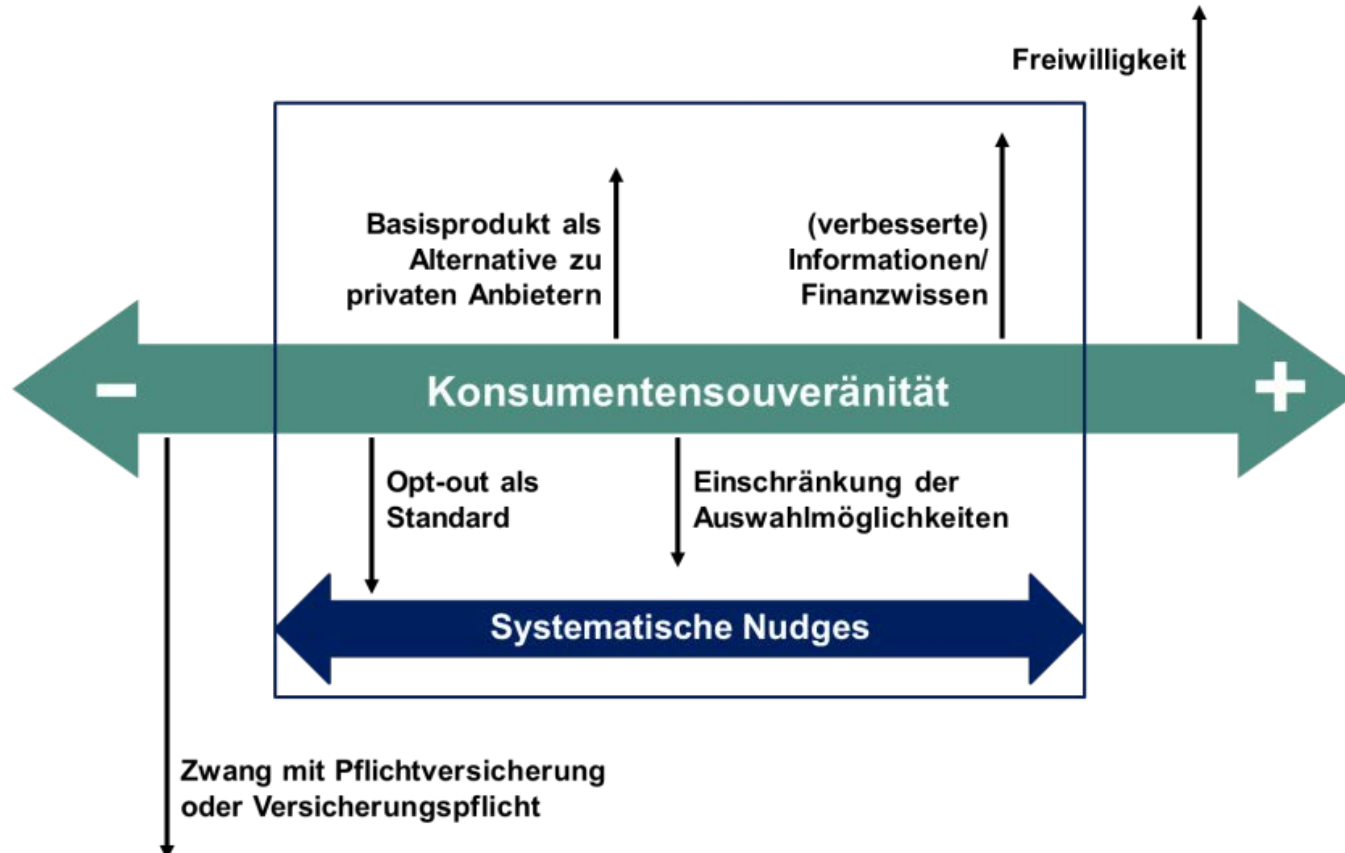 Freiwilligkeit
Basisprodukt als
Alternative zu
privaten Anbietern
(verbesserte)
Informationen/
Finanzwissen
–
Konsumentensouveränität
+
Opt-out als
Standard
Einschränkung der
Auswahlmöglichkeiten
Systematische Nudges
Zwang mit Pflichtversicherung
oder Versicherungspflicht